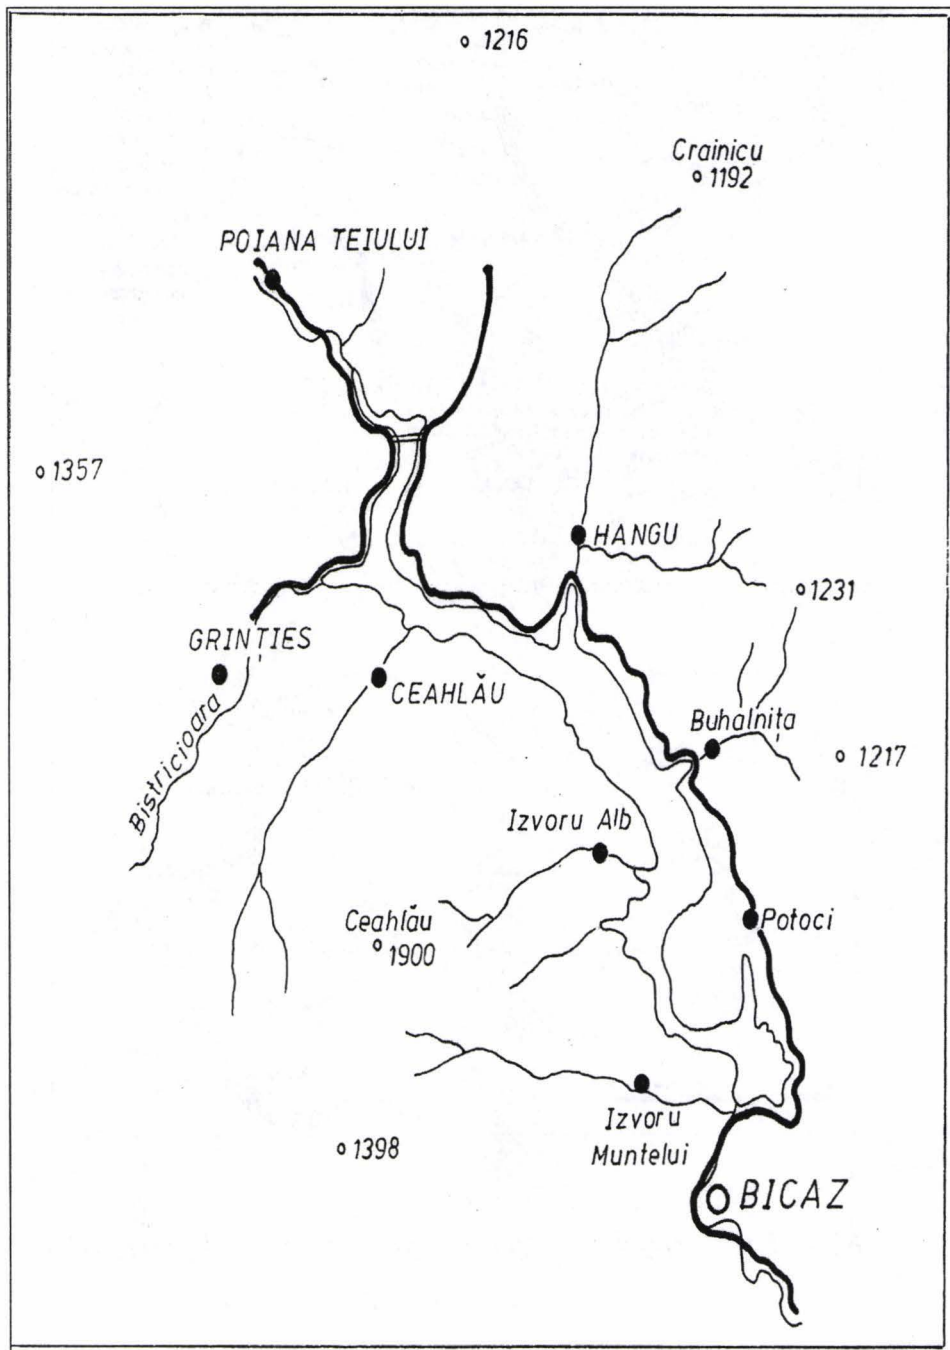 1216
Crainicu
1192
POIANA TEIULUI
1357
HANGU
1231
GRINȚIES
CEAHLĂU
Buhalnița
1217
Bistricioara
Izvoru Alb
Ceahlău
1900
Potoci
Izvoru
Muntelui
1398
BICAZ